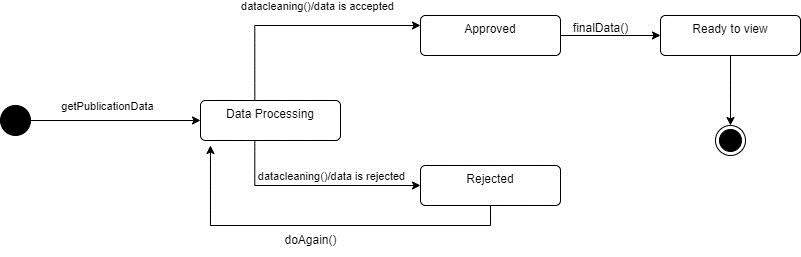 datacleaning()/data is accepted
Approved
finalData()
Ready to view
getPublicationData
Data Processing
datacleaning()/data is rejected
Rejected
doAgain()